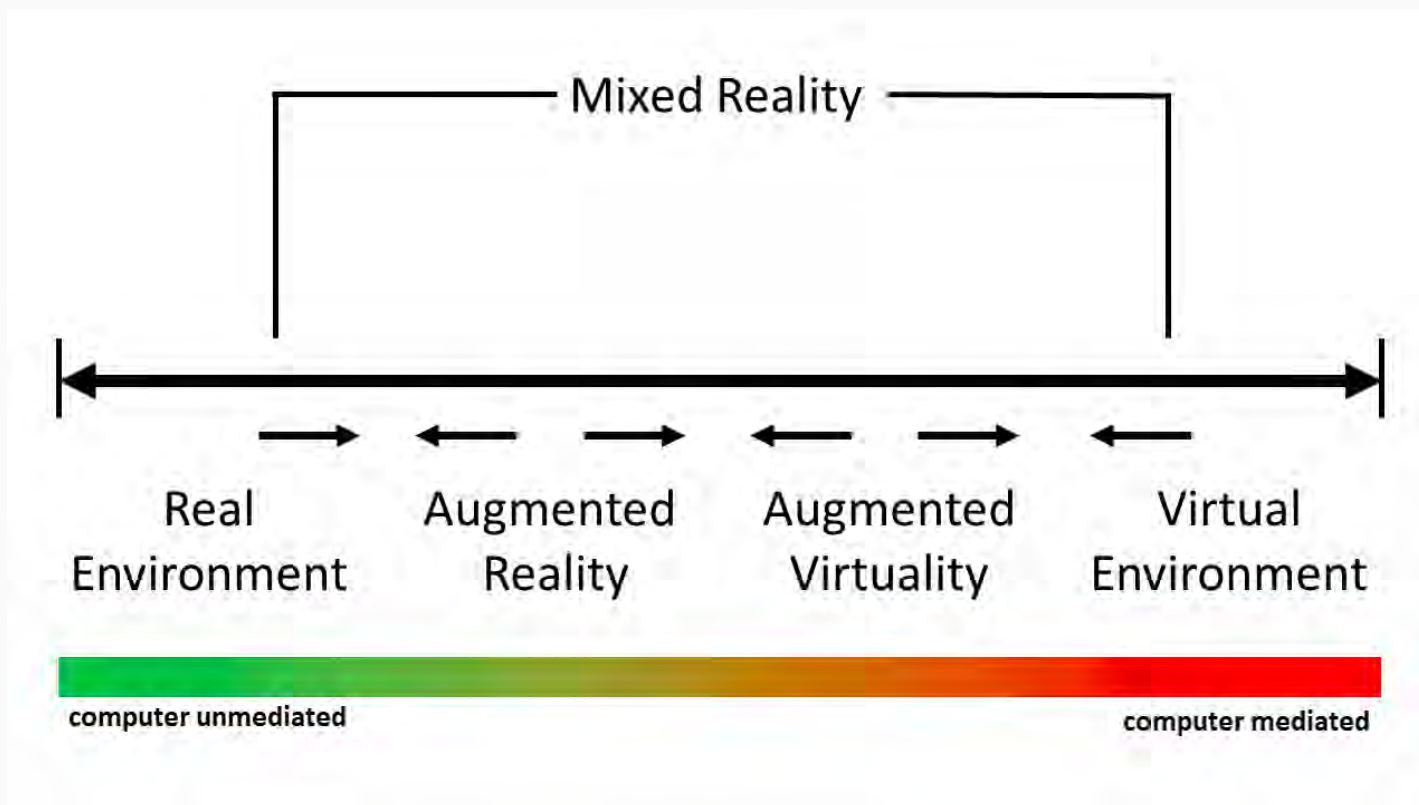 Mixed Reality
Real
Environment
Augmented
Reality
Augmented
Virtuality
Virtual
Environment
computer unmediated
computer mediated